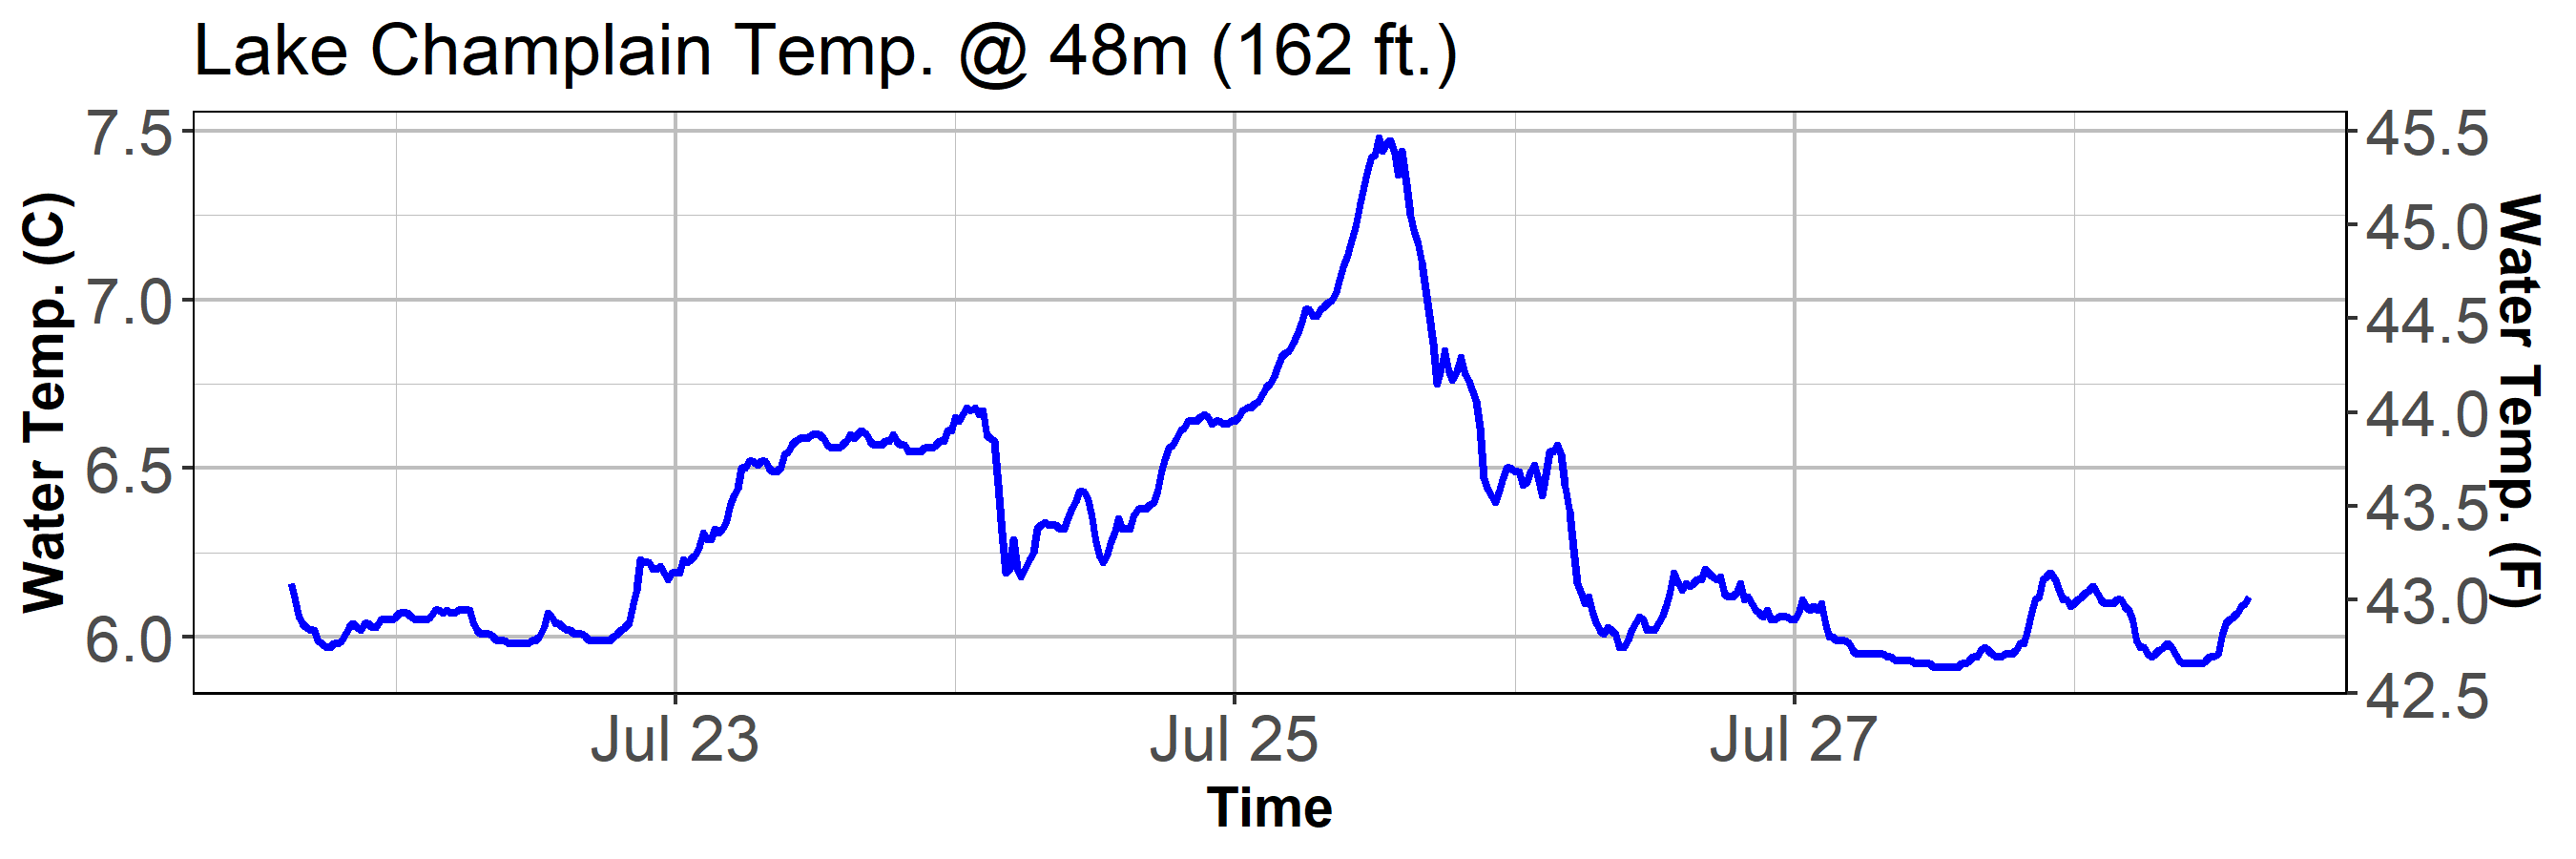 Lake Champlain Temp. @ 48m (162 ft.)
Water Temp. (C)
7.5
7.0
6.5
6.0
45.5
45.0
44.5
44.0
43.5
43.0
42.5
Water Temp. (F)
Jul 23 Jul 25 Jul 27
Time